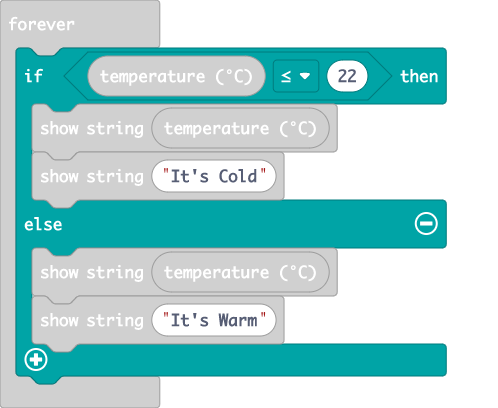 forever
if temperature (°C) ≤ 22 then
show string temperature (°C)
show string "It's Cold"
else
show string temperature (°C)
show string "It's Warm"